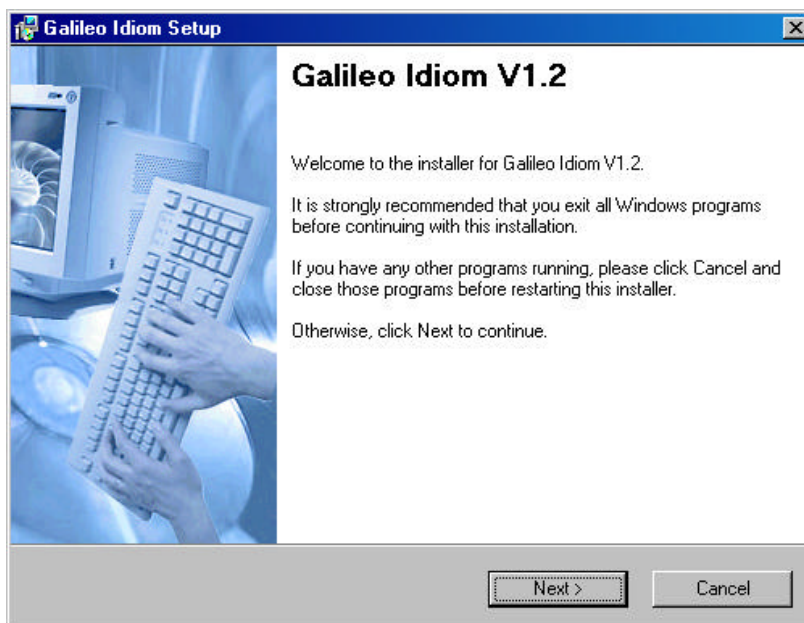 Galileo Idiom Setup
Galileo Idiom V1.2
Welcome to the installer for Galileo Idiom V1.2.
It is strongly recommended that you exit all Windows programs
before continuing with this installation.
If you have any other programs running, please click Cancel and
close those programs before restarting this installer.
Otherwise, click Next to continue.
Next >
Cancel